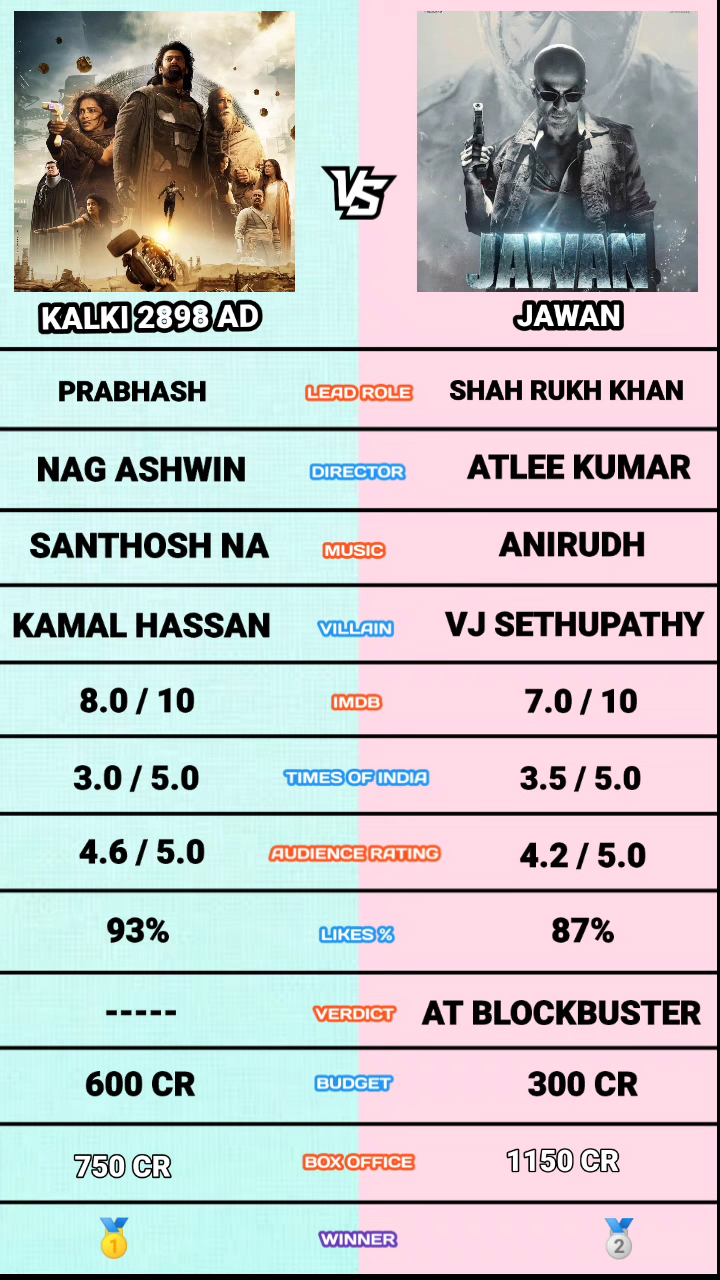 VS
JAWAN
KALKI 2898 AD
JAWAN
PRABHASH LEAD ROLE SHAH RUKH KHAN
NAG ASHWIN DIRECTOR ATLEE KUMAR
SANTHOSH NA MUSIC ANIRUDH
KAMAL HASSAN VILLAIN VJ SETHUPATHY
8.0 / 10 IMDB 7.0 / 10
3.0 / 5.0 TIMES OF INDIA 3.5 / 5.0
4.6 / 5.0 AUDIENCE RATING 4.2 / 5.0
93% LIKES % 87%
----- VERDICT AT BLOCKBUSTER
600 CR BUDGET 300 CR
750 CR BOX OFFICE 1150 CR
1 WINNER 2